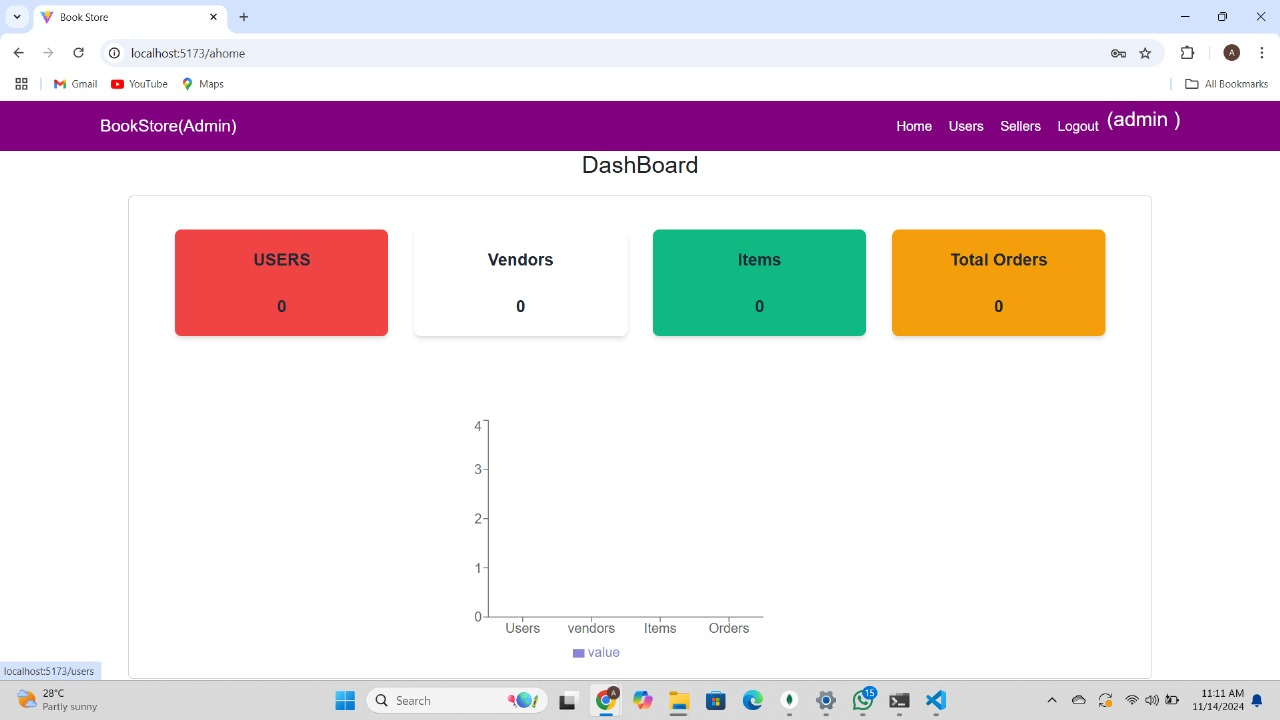 Book Store
localhost:5173/ahome
Gmail
YouTube
Maps
All Bookmarks
A
BookStore(Admin)
Home
Users
Sellers
Logout
(admin )
DashBoard
USERS
0
Vendors
0
Items
0
Total Orders
0
4
3
2
1
0
Users
vendors
Items
Orders
value
localhost:5173/users
28°C
Partly sunny
Search
A
15
11:11 AM
11/14/2024